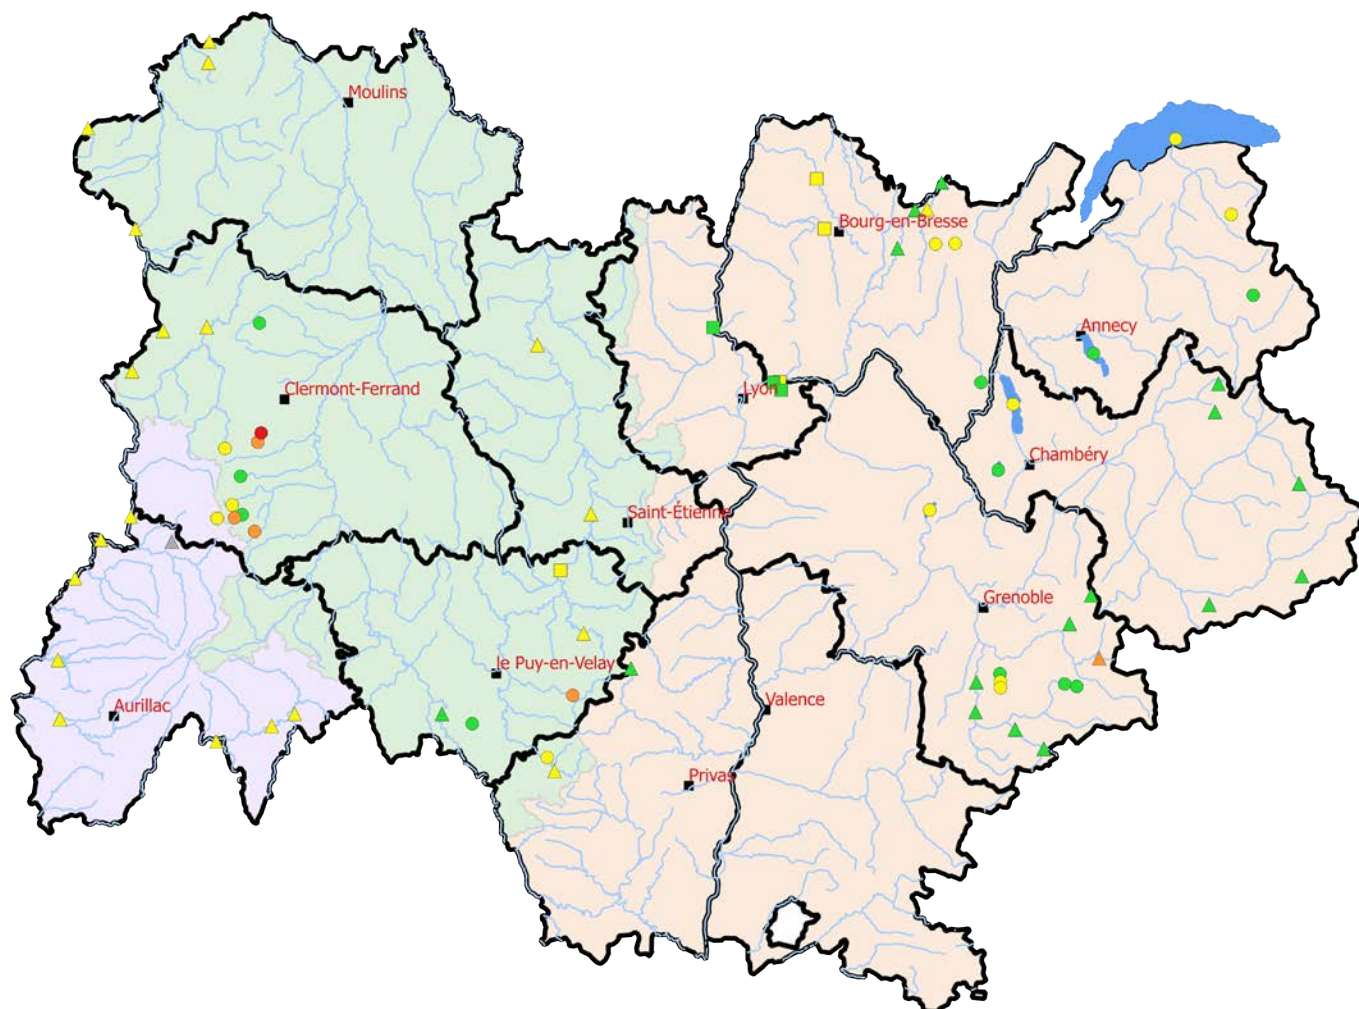 Moulins
Bourg-en-Bresse
Annecy
Clermont-Ferrand
Lyon
Chambéry
Saint-Étienne
Grenoble
le Puy-en-Velay
Aurillac
Valence
Privas